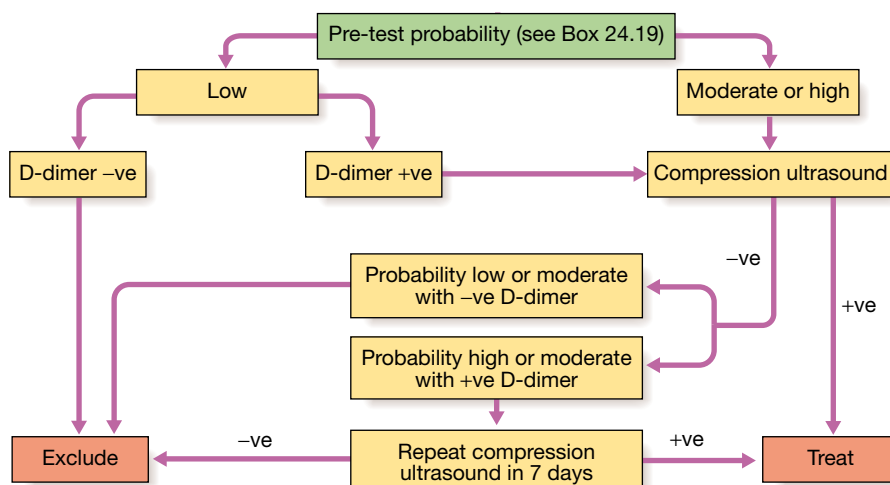 Pre-test probability (see Box 24.19)
Low
Moderate or high
D-dimer –ve
D-dimer +ve
Compression ultrasound
–ve
+ve
Probability low or moderate
with –ve D-dimer
Probability high or moderate
with +ve D-dimer
Exclude
–ve
Repeat compression
ultrasound in 7 days
+ve
Treat